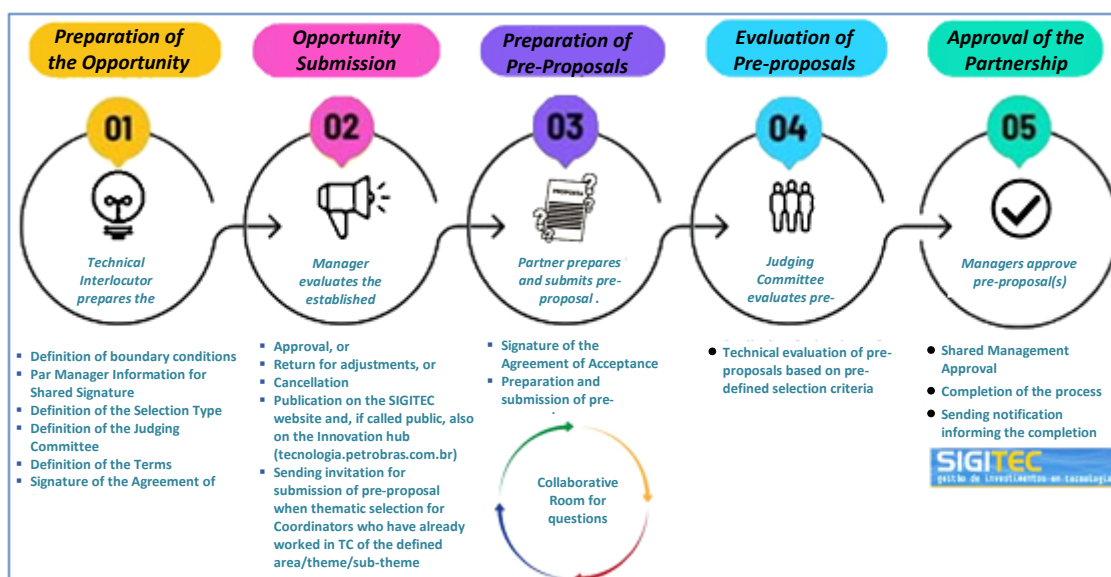 Preparation of
the Opportunity
01
Technical
Interlocutor
prepares the
Definition of boundary conditions
Par Manager Information for
Shared Signature
Definition of the Selection Type
Definition of the Judging
Committee
Definition of the Terms
Signature of the Agreement of
Opportunity
Submission
02
Manager
evaluates the
established
Approval, or
Return for adjustments, or
Cancellation
Publication on the SIGITEC
website and, if called public, also
on the Innovation hub
(tecnologia.petrobras.com.br)
Sending invitation for
submission of pre-proposal
when thematic selection for
Coordinators who have already
worked in TC of the defined
area/theme/sub-theme
Preparation of
Pre-Proposals
03
PROPOSTA
Partner prepares
and submits pre-
proposal .
Signature of the
Agreement of Acceptance
Preparation and
submission of pre-
Collaborative
Room for
questions
Evaluation of
Pre-proposals
04
Judging
Committee
evaluates pre-
Technical evaluation of pre-
proposals based on pre-
defined selection criteria
Approval of the
Partnership
05
Managers approve
pre-proposal(s)
Shared Management
Approval
Completion of the process
Sending notification
informing the completion
SIGITEC
gestão de investimentos em tecnologia